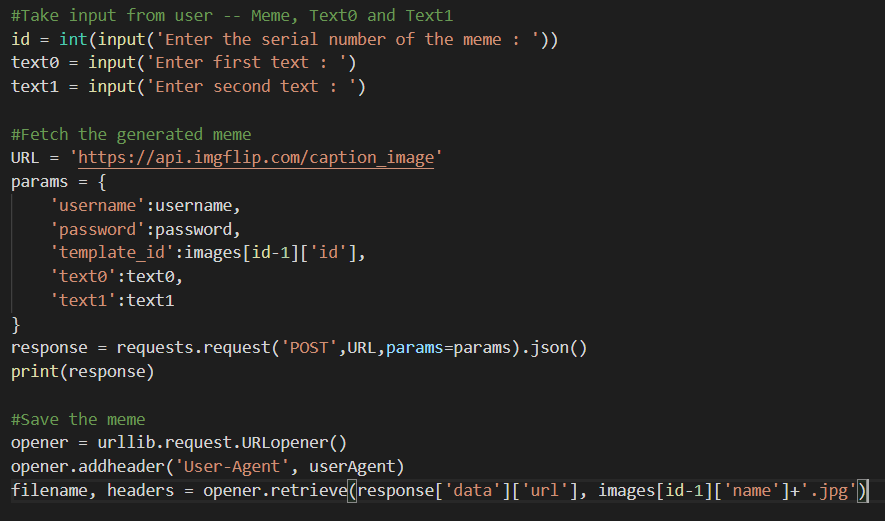 #Take input from user -- Meme, Text0 and Text1
id = int(input('Enter the serial number of the meme : '))
text0 = input('Enter first text : ')
text1 = input('Enter second text : ')

#Fetch the generated meme
URL = 'https://api.imgflip.com/caption_image'
params = {
    'username':username,
    'password':password,
    'template_id':images[id-1]['id'],
    'text0':text0,
    'text1':text1
}
response = requests.request('POST',URL,params=params).json()
print(response)

#Save the meme
opener = urllib.request.URLopener()
opener.addheader('User-Agent', userAgent)
filename, headers = opener.retrieve(response['data']['url'], images[id-1]['name']+'.jpg')